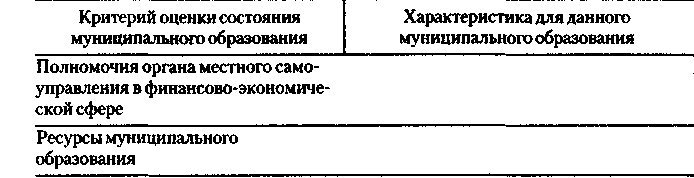 Критерий оценки состояния
муниципального образования
Характеристика для данного
муниципального образования
Полномочия органа местного само-
управления в финансово-экономиче-
ской сфере
Ресурсы муниципального
образования